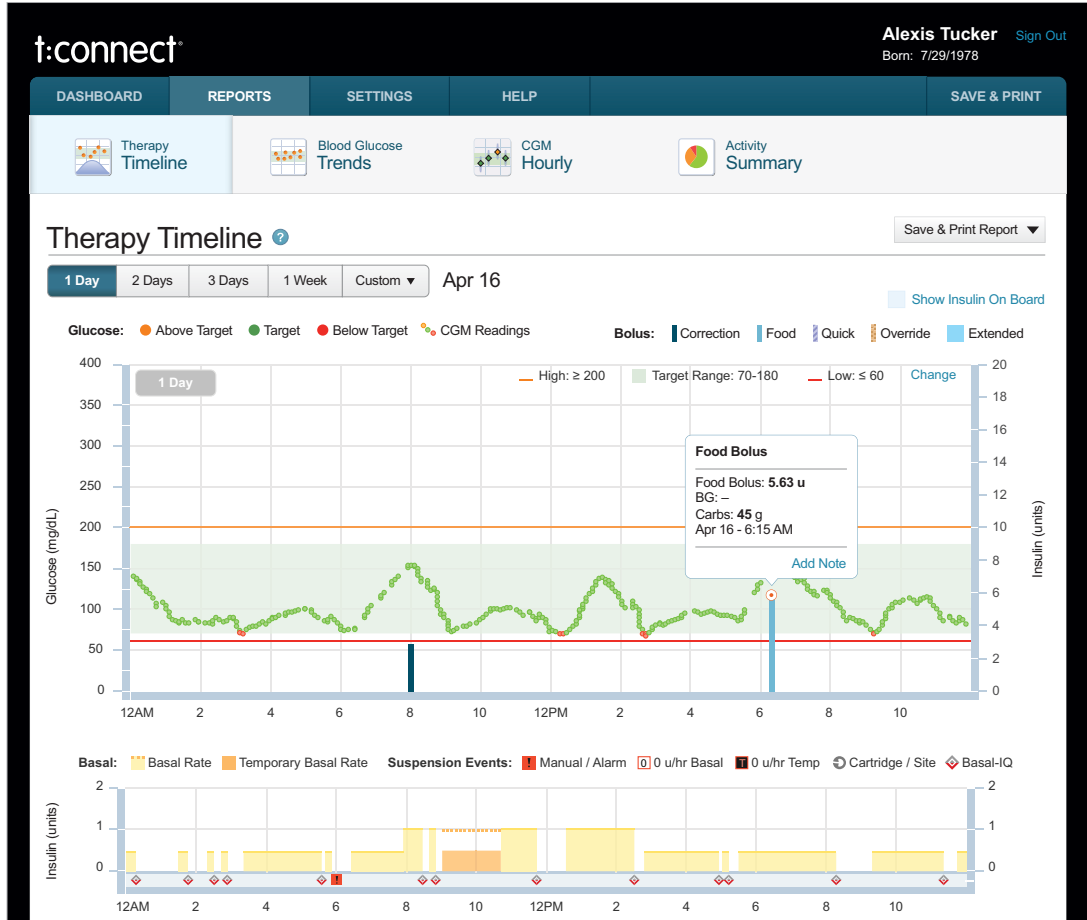 t:connect
Alexis Tucker Sign Out
Born: 7/29/1978
DASHBOARD REPORTS SETTINGS HELP SAVE & PRINT
Therapy
Timeline
Blood Glucose
Trends
CGM
Hourly
Activity
Summary
Therapy Timeline ?
Save & Print Report
1 Day 2 Days 3 Days 1 Week Custom Apr 16
Show Insulin On Board
Glucose: Above Target Target Below Target CGM Readings Bolus: Correction Food Quick Override Extended
1 Day
High: ≥ 200 Target Range: 70-180 Low: ≤ 60 Change
400
350
300
250
200
150
100
50
0
Glucose (mg/dL)
20
18
16
14
12
10
8
6
4
2
0
Insulin (units)
Food Bolus
Food Bolus: 5.63 u
BG: –
Carbs: 45 g
Apr 16 - 6:15 AM
Add Note
12AM 2 4 6 8 10 12PM 2 4 6 8 10
Basal: Basal Rate Temporary Basal Rate Suspension Events: ! Manual / Alarm 0 0 u/hr Basal T 0 u/hr Temp Cartridge / Site Basal-IQ
2
1
0
Insulin (units)
2
1
0
!
12AM 2 4 6 8 10 12PM 2 4 6 8 10